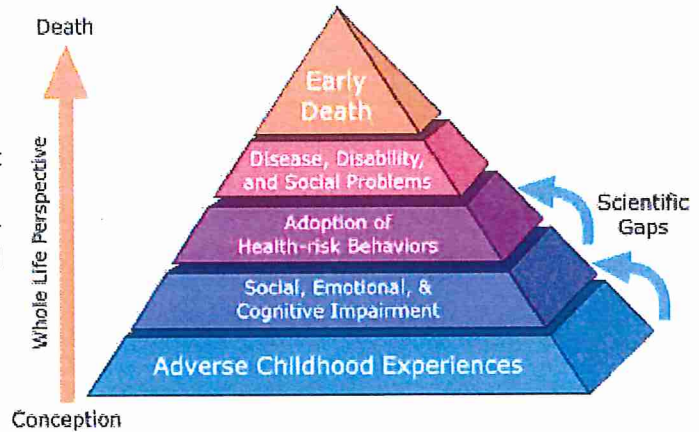 Death
Whole Life Perspective
Conception
Early
Death
Disease, Disability,
and Social Problems
Adoption of
Health-risk Behaviors
Social, Emotional, &
Cognitive Impairment
Adverse Childhood Experiences
Scientific
Gaps